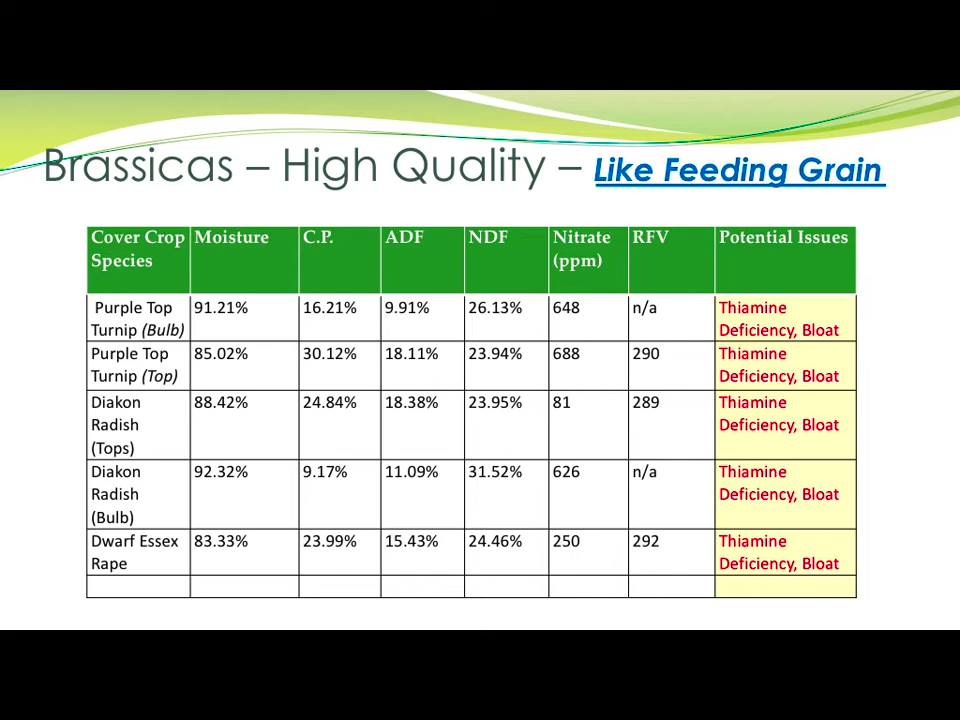 Brassicas – High Quality – Like Feeding Grain
Cover Crop Species Moisture C.P. ADF NDF Nitrate (ppm) RFV Potential Issues
Purple Top Turnip (Bulb) 91.21% 16.21% 9.91% 26.13% 648 n/a Thiamine Deficiency, Bloat
Purple Top Turnip (Top) 85.02% 30.12% 18.11% 23.94% 688 290 Thiamine Deficiency, Bloat
Diakon Radish (Tops) 88.42% 24.84% 18.38% 23.95% 81 289 Thiamine Deficiency, Bloat
Diakon Radish (Bulb) 92.32% 9.17% 11.09% 31.52% 626 n/a Thiamine Deficiency, Bloat
Dwarf Essex Rape 83.33% 23.99% 15.43% 24.46% 250 292 Thiamine Deficiency, Bloat